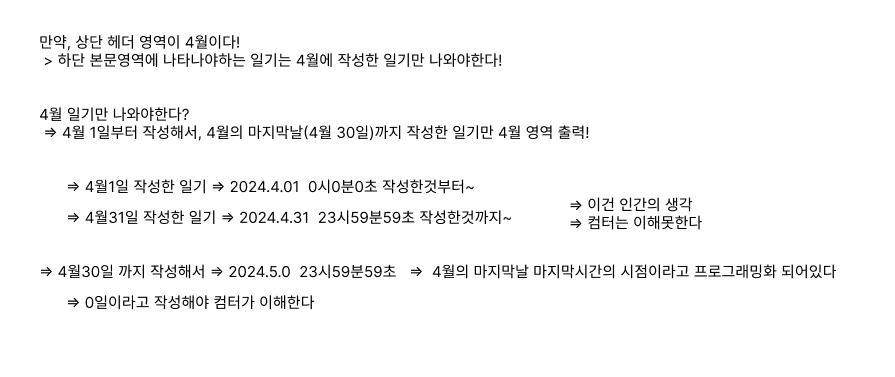 만약, 상단 헤더 영역이 4월이다!
> 하단 본문영역에 나타나야하는 일기는 4월에 작성한 일기만 나와야한다!
4월 일기만 나와야한다?
⇒ 4월 1일부터 작성해서, 4월의 마지막날(4월 30일)까지 작성한 일기만 4월 영역 출력!
⇒ 4월1일 작성한 일기 ⇒ 2024.4.01 0시0분0초 작성한것부터~
⇒ 4월31일 작성한 일기 ⇒ 2024.4.31 23시59분59초 작성한것까지~
⇒ 이건 인간의 생각
⇒ 컴터는 이해못한다
⇒ 4월30일 까지 작성해서 ⇒ 2024.5.0 23시59분59초 ⇒ 4월의 마지막날 마지막시간의 시점이라고 프로그래밍화 되어있다
⇒ 0일이라고 작성해야 컴터가 이해한다